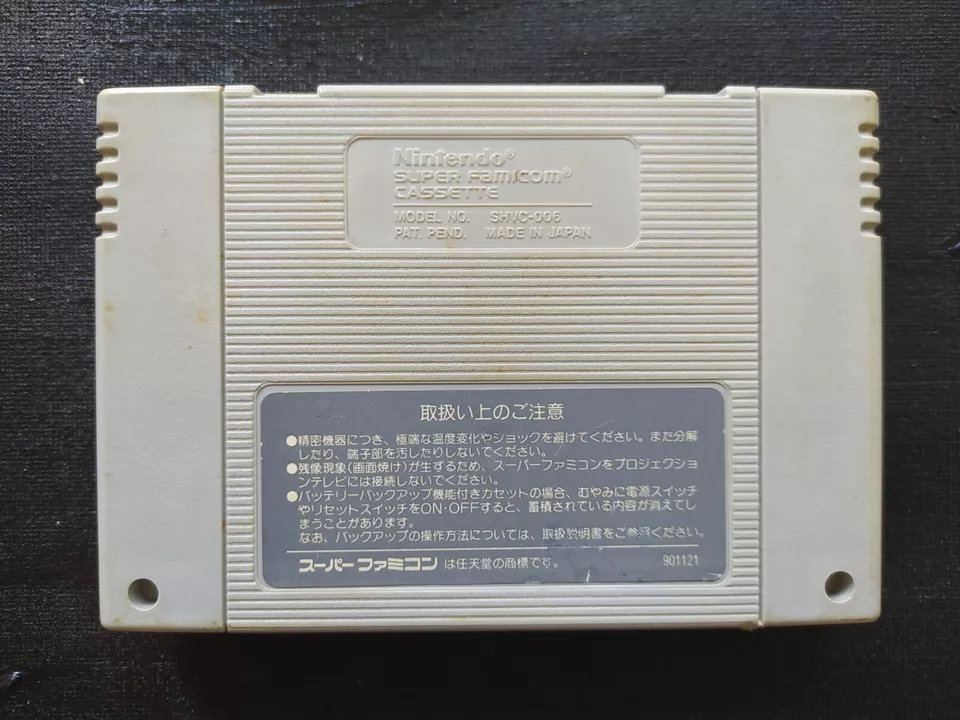 Nintendo®
SUPER FAMICOM®
CASSETTE
MODEL NO. SHVC-006
PAT. PEND. MADE IN JAPAN
取扱い上のご注意
●精密機器につき、極端な温度変化やショックを避けてください。また分解
したり、端子部を汚したりしないでください。
●残像現象(画面焼け)が生ずるため、スーパーファミコンをプロジェクショ
ンテレビには接続しないでください。
●バッテリーバックアップ機能付きカセットの場合、むやみに電源スイッチ
やリセットスイッチをON・OFFすると、蓄積されている内容が消えてし
まうことがあります。
なお、バックアップの操作方法については、取扱説明書をご参照ください。
スーパーファミコン は任天堂の商標です。 901121